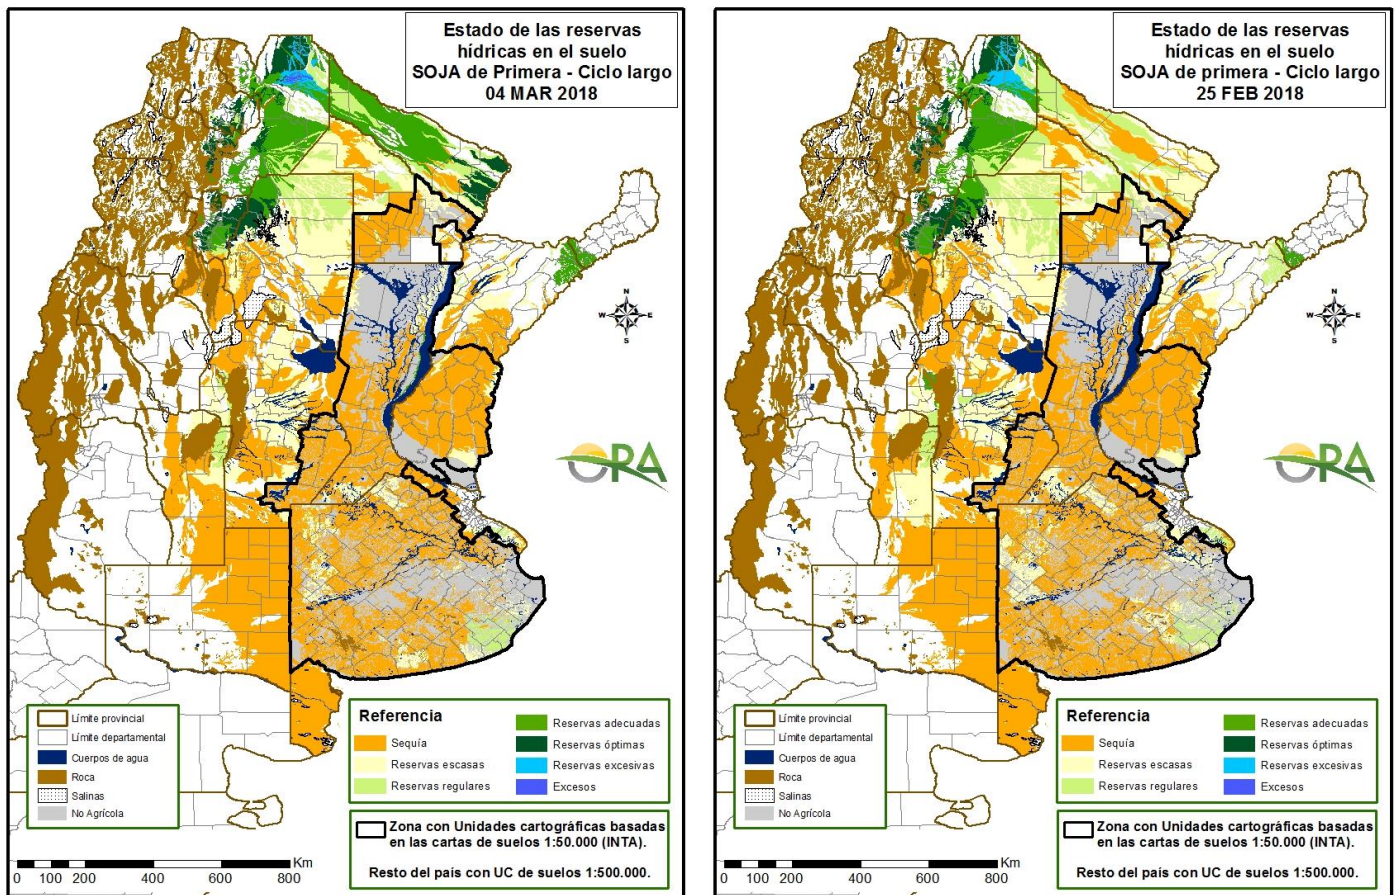 Estado de las reservas
hídricas en el suelo
SOJA de Primera - Ciclo largo
04 MAR 2018
N
W E
S
ORA
Límite provincial
Límite departamental
Cuerpos de agua
Roca
Salinas
No Agrícola
Referencia
Sequía
Reservas escasas
Reservas regulares
Reservas adecuadas
Reservas óptimas
Reservas excesivas
Excesos
Zona con Unidades cartográficas basadas
en las cartas de suelos 1:50.000 (INTA).
Resto del país con UC de suelos 1:500.000.
Km
0 100 200 400 600 800
Estado de las reservas
hídricas en el suelo
SOJA de primera - Ciclo largo
25 FEB 2018
N
W E
S
ORA
Límite provincial
Límite departamental
Cuerpos de agua
Roca
Salinas
No Agrícola
Referencia
Sequía
Reservas escasas
Reservas regulares
Reservas adecuadas
Reservas óptimas
Reservas excesivas
Excesos
Zona con Unidades cartográficas basadas
en las cartas de suelos 1:50.000 (INTA).
Resto del país con UC de suelos 1:500.000.
Km
0 100 200 400 600 800